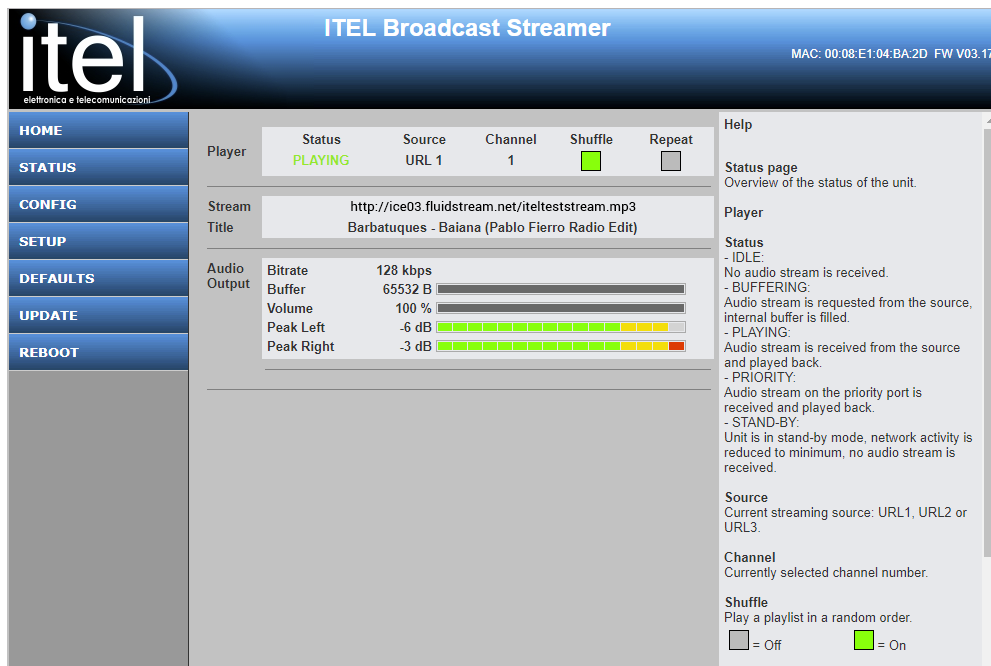 itel
elettronica e telecomunicazioni
ITEL Broadcast Streamer
MAC: 00:08:E1:04:BA:2D FW V03.17
HOME
STATUS
CONFIG
SETUP
DEFAULTS
UPDATE
REBOOT
Player
Status Source Channel Shuffle Repeat
PLAYING URL 1 1
Stream http://ice03.fluidstream.net/itelteststream.mp3
Title Barbatuques - Baiana (Pablo Fierro Radio Edit)
Audio
Output
Bitrate 128 kbps
Buffer 65532 B
Volume 100 %
Peak Left -6 dB
Peak Right -3 dB
Help
Status page
Overview of the status of the unit.
Player
Status
- IDLE:
No audio stream is received.
- BUFFERING:
Audio stream is requested from the source,
internal buffer is filled.
- PLAYING:
Audio stream is received from the source
and played back.
- PRIORITY:
Audio stream on the priority port is
received and played back.
- STAND-BY:
Unit is in stand-by mode, network activity is
reduced to minimum, no audio stream is
received.
Source
Current streaming source: URL1, URL2 or
URL3.
Channel
Currently selected channel number.
Shuffle
Play a playlist in a random order.
= Off = On